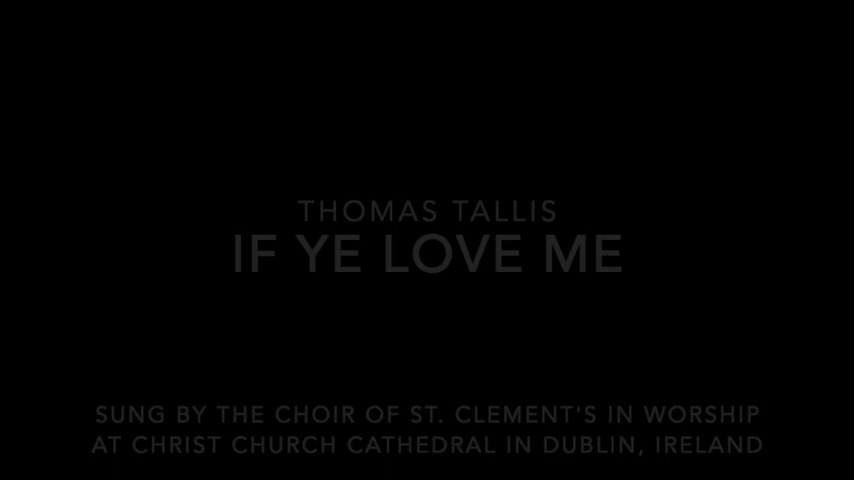 THOMAS TALLIS
IF YE LOVE ME
SUNG BY THE CHOIR OF ST. CLEMENT'S IN WORSHIP
AT CHRIST CHURCH CATHEDRAL IN DUBLIN, IRELAND